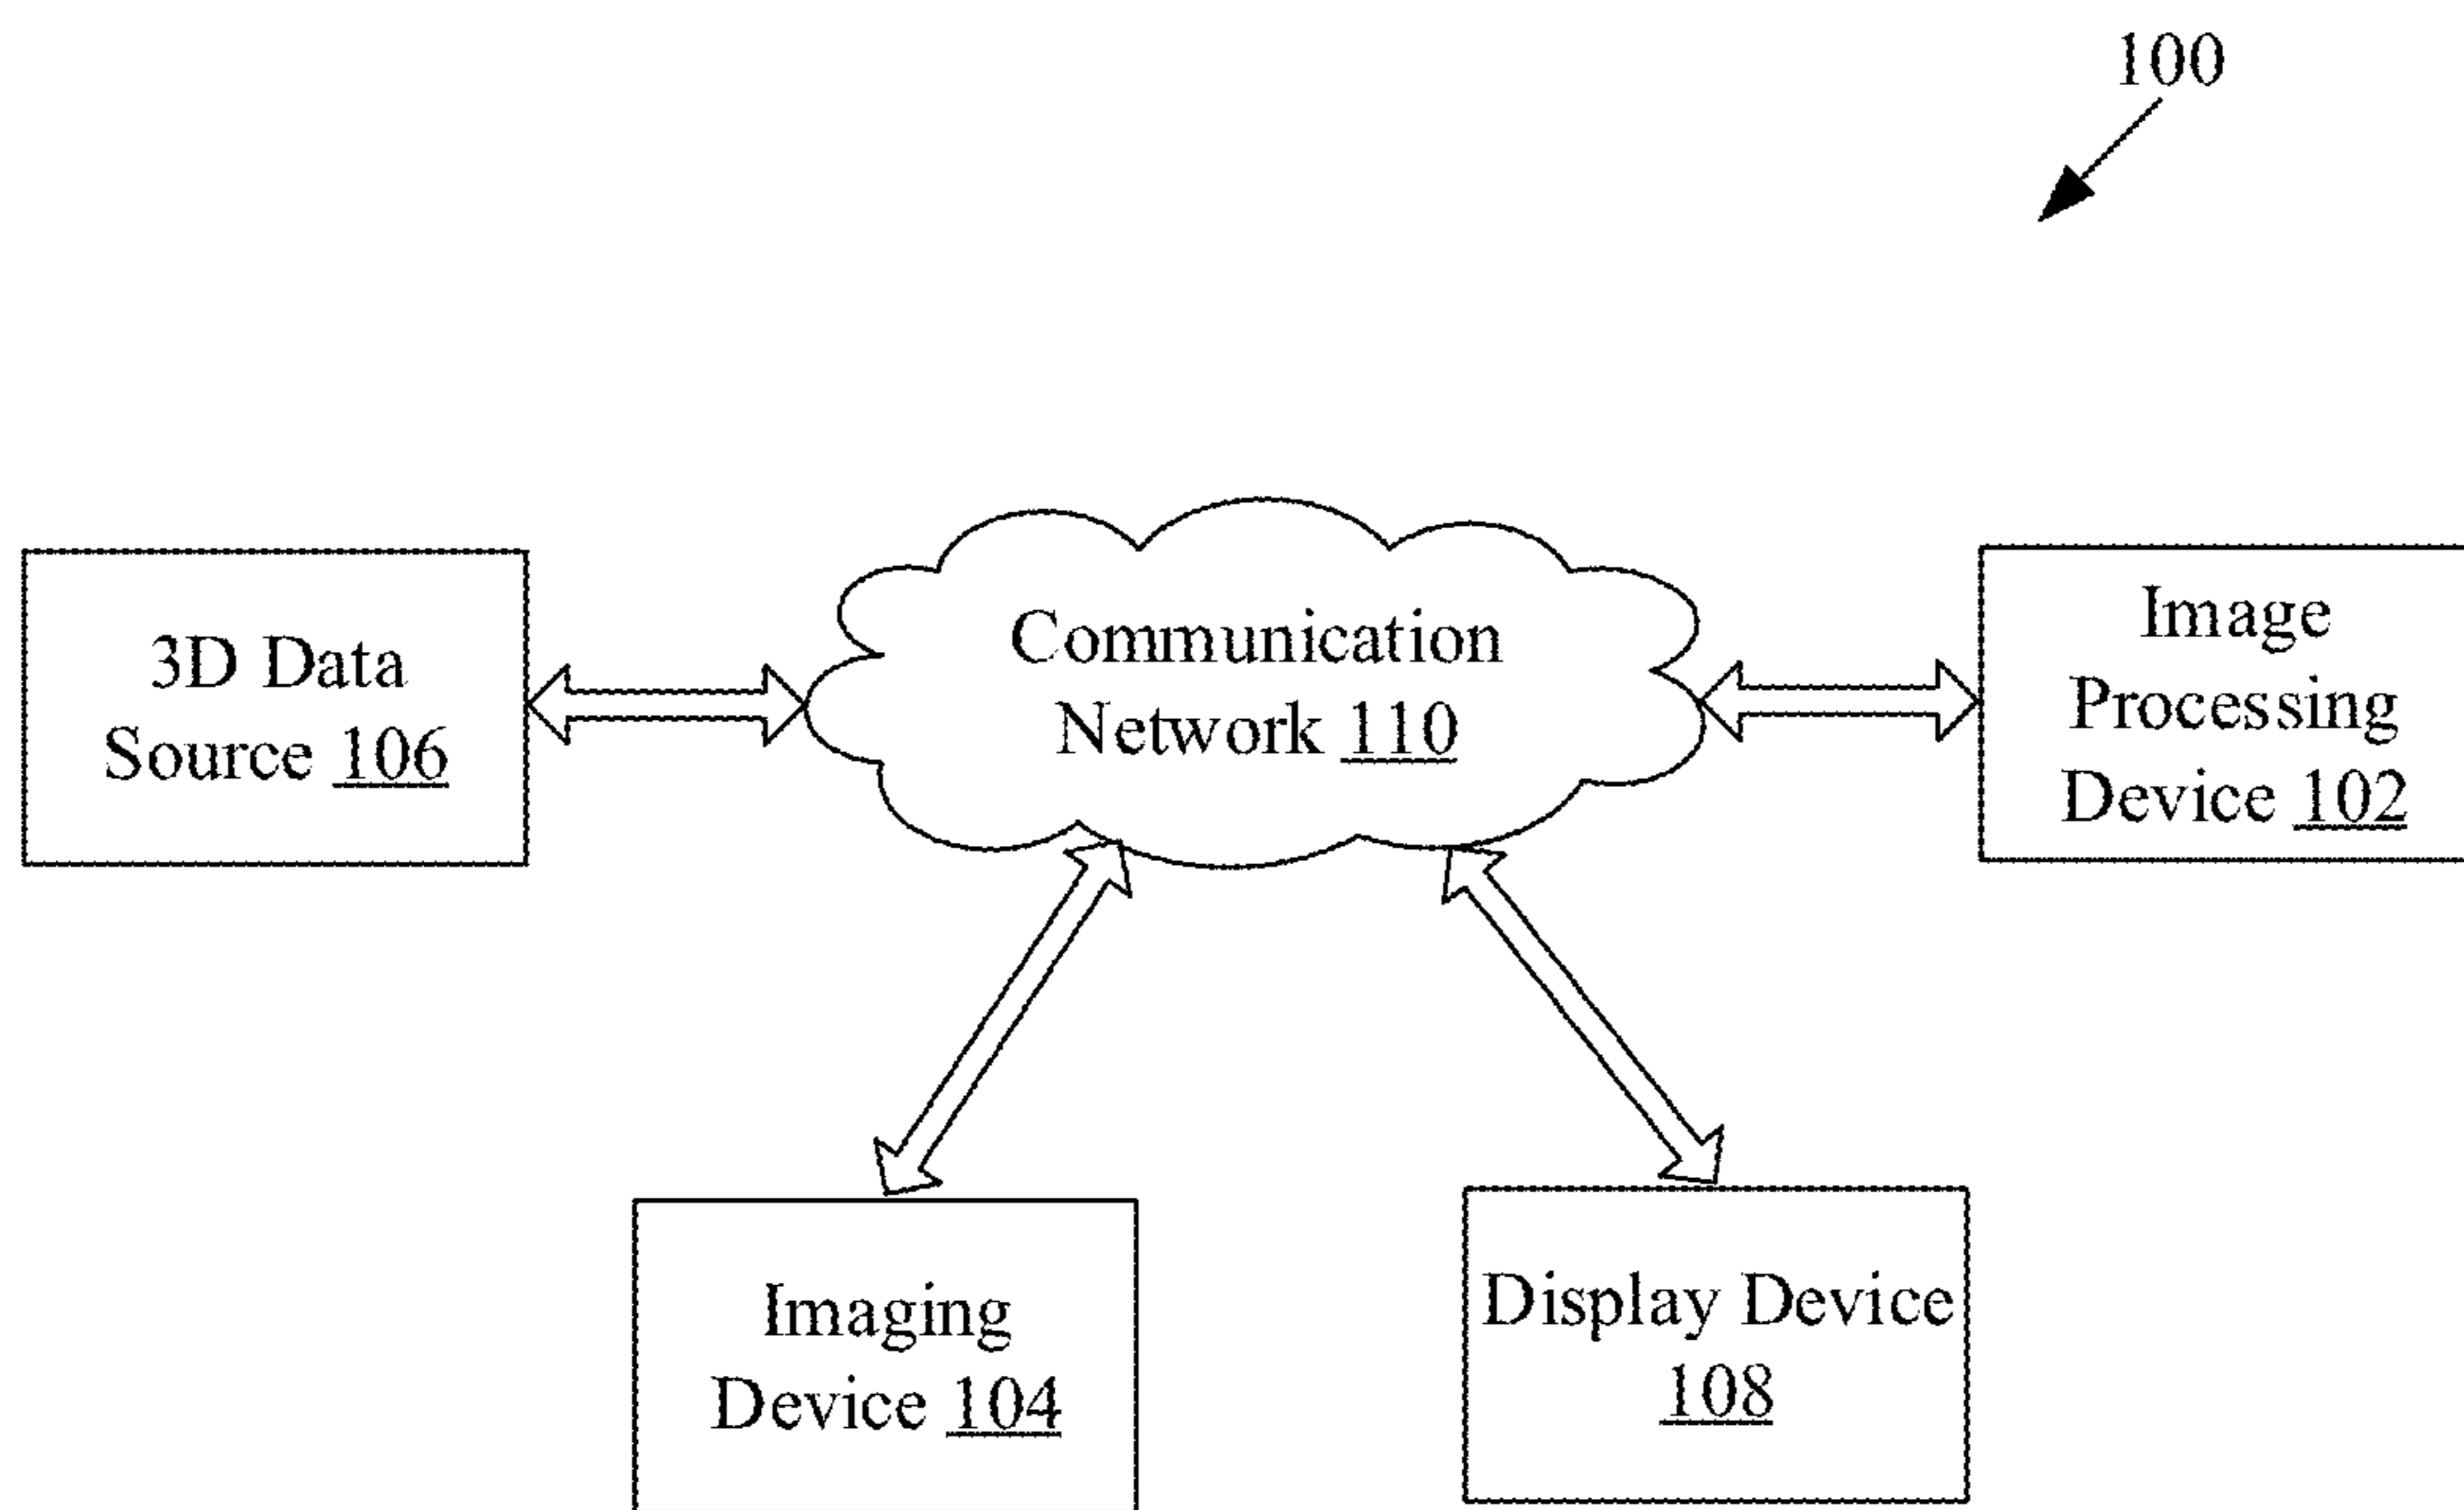 100
3D Data
Source 106
Communication
Network 110
Image
Processing
Device 102
Imaging
Device 104
Display Device
108